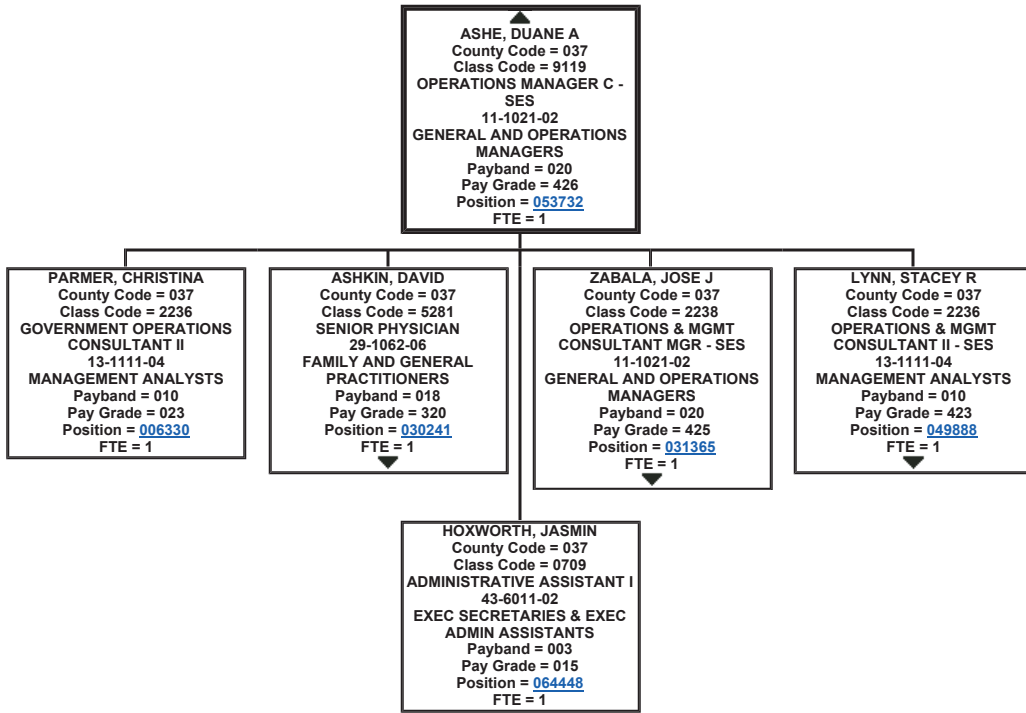 ASHE, DUANE A
County Code = 037
Class Code = 9119
OPERATIONS MANAGER C -
SES
11-1021-02
GENERAL AND OPERATIONS
MANAGERS
Payband = 020
Pay Grade = 426
Position = 053732
FTE = 1
PARMER, CHRISTINA
County Code = 037
Class Code = 2236
GOVERNMENT OPERATIONS
CONSULTANT II
13-1111-04
MANAGEMENT ANALYSTS
Payband = 010
Pay Grade = 023
Position = 006330
FTE = 1
ASHKIN, DAVID
County Code = 037
Class Code = 5281
SENIOR PHYSICIAN
29-1062-06
FAMILY AND GENERAL
PRACTITIONERS
Payband = 018
Pay Grade = 320
Position = 030241
FTE = 1
ZABALA, JOSE J
County Code = 037
Class Code = 2238
OPERATIONS & MGMT
CONSULTANT MGR - SES
11-1021-02
GENERAL AND OPERATIONS
MANAGERS
Payband = 020
Pay Grade = 425
Position = 031365
FTE = 1
LYNN, STACEY R
County Code = 037
Class Code = 2236
OPERATIONS & MGMT
CONSULTANT II - SES
13-1111-04
MANAGEMENT ANALYSTS
Payband = 010
Pay Grade = 423
Position = 049888
FTE = 1
HOXWORTH, JASMIN
County Code = 037
Class Code = 0709
ADMINISTRATIVE ASSISTANT I
43-6011-02
EXEC SECRETARIES & EXEC
ADMIN ASSISTANTS
Payband = 003
Pay Grade = 015
Position = 064448
FTE = 1